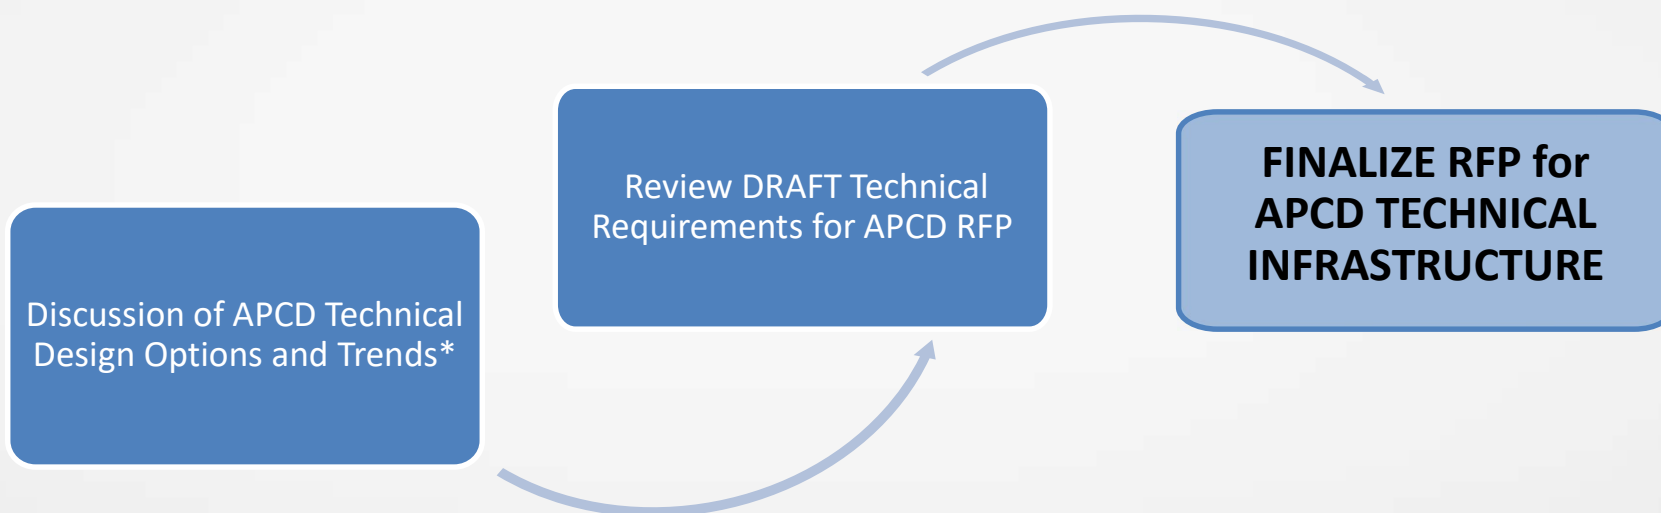 Discussion of APCD Technical
Design Options and Trends*
Review DRAFT Technical
Requirements for APCD RFP
FINALIZE RFP for
APCD TECHNICAL
INFRASTRUCTURE